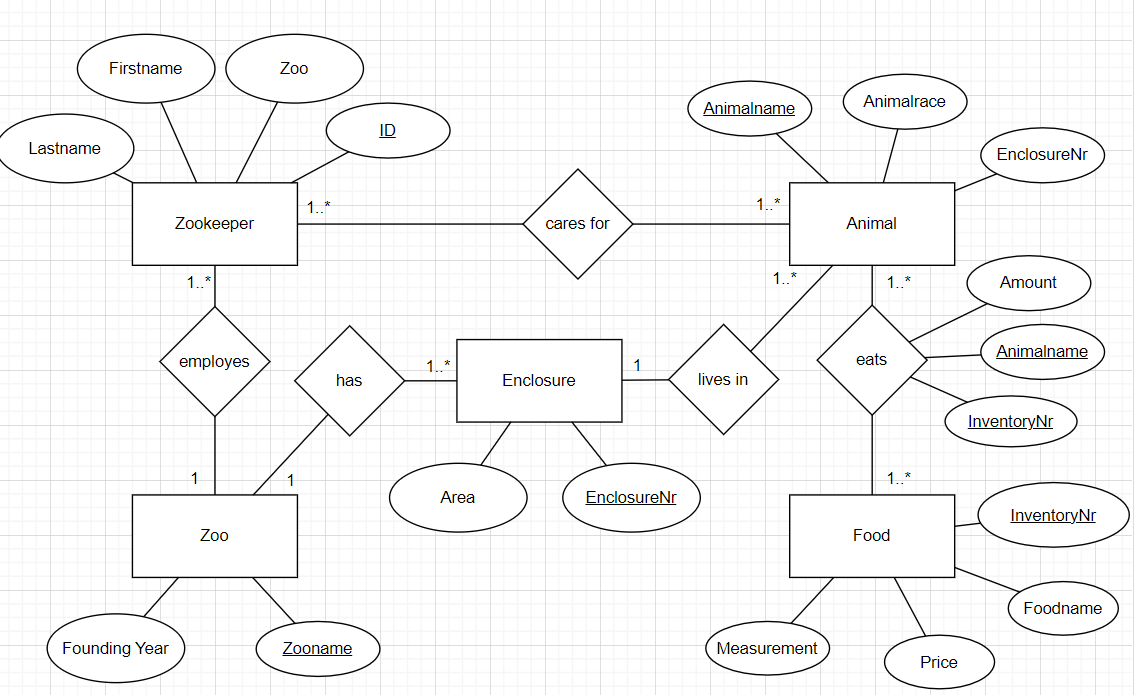 Firstname
Zoo
Lastname
ID
Zookeeper
1..*
cares for
1..*
Animalname
Animalrace
EnclosureNr
Animal
1..*
employes
1
has
1..*
1
Enclosure
1
lives in
1..*
Area
EnclosureNr
1..*
eats
Amount
Animalname
InventoryNr
1..*
Zoo
Founding Year
Zooname
Food
InventoryNr
Foodname
Measurement
Price